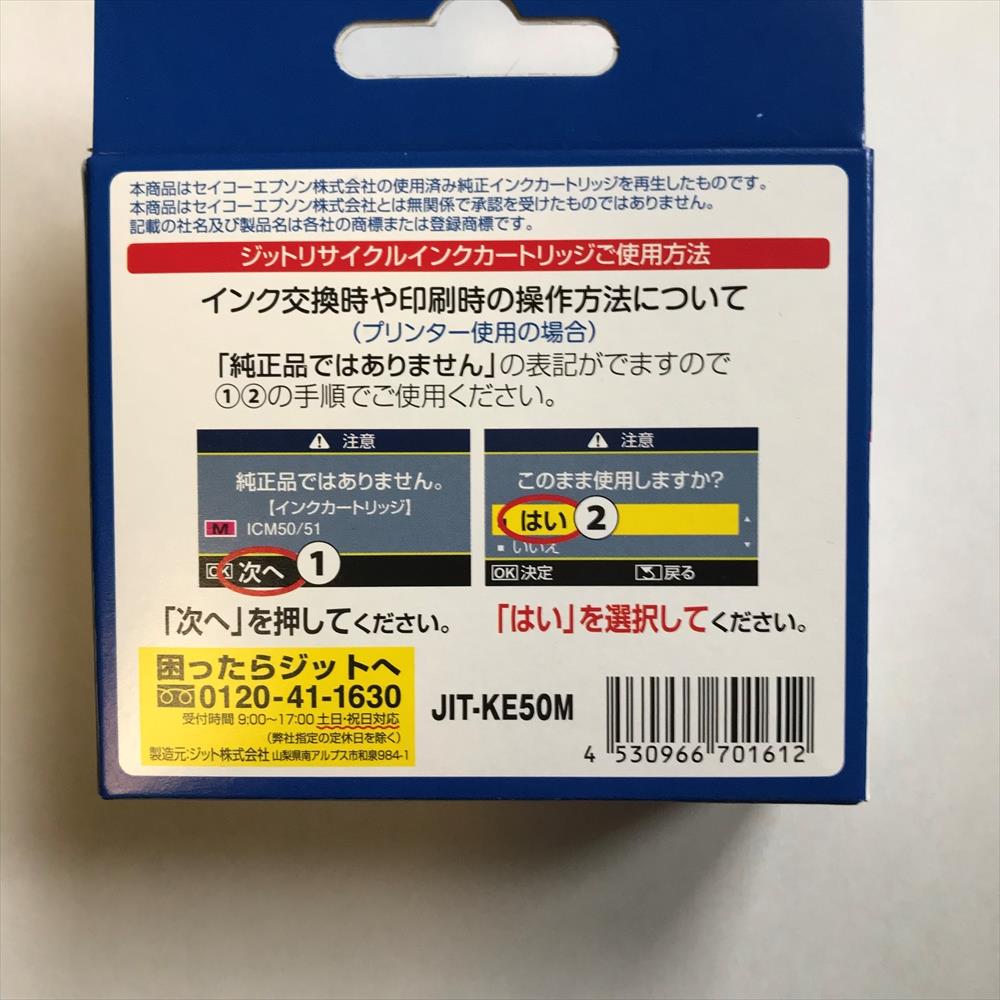 本商品はセイコーエプソン株式会社の使用済み純正インクカートリッジを再生したものです。
本商品はセイコーエプソン株式会社とは無関係で承認を受けたものではありません。
記載の社名及び製品名は各社の商標または登録商標です。
ジットリサイクルインクカートリッジご使用方法
インク交換時や印刷時の操作方法について
(プリンター使用の場合)
「純正品ではありません」の表記がでますので
①②の手順でご使用ください。
注意
純正品ではありません。
【インクカートリッジ】
M ICM50/51
OK 次へ ①
「次へ」を押してください。
注意
このまま使用しますか?
はい ②
いいえ
OK 決定 戻る
「はい」を選択してください。
困ったらジットへ
0120-41-1630
受付時間 9:00~17:00 土日・祝日対応
(弊社指定の定休日を除く)
製造元:ジット株式会社 山梨県南アルプス市和泉984-1
JIT-KE50M
4 530966 701612